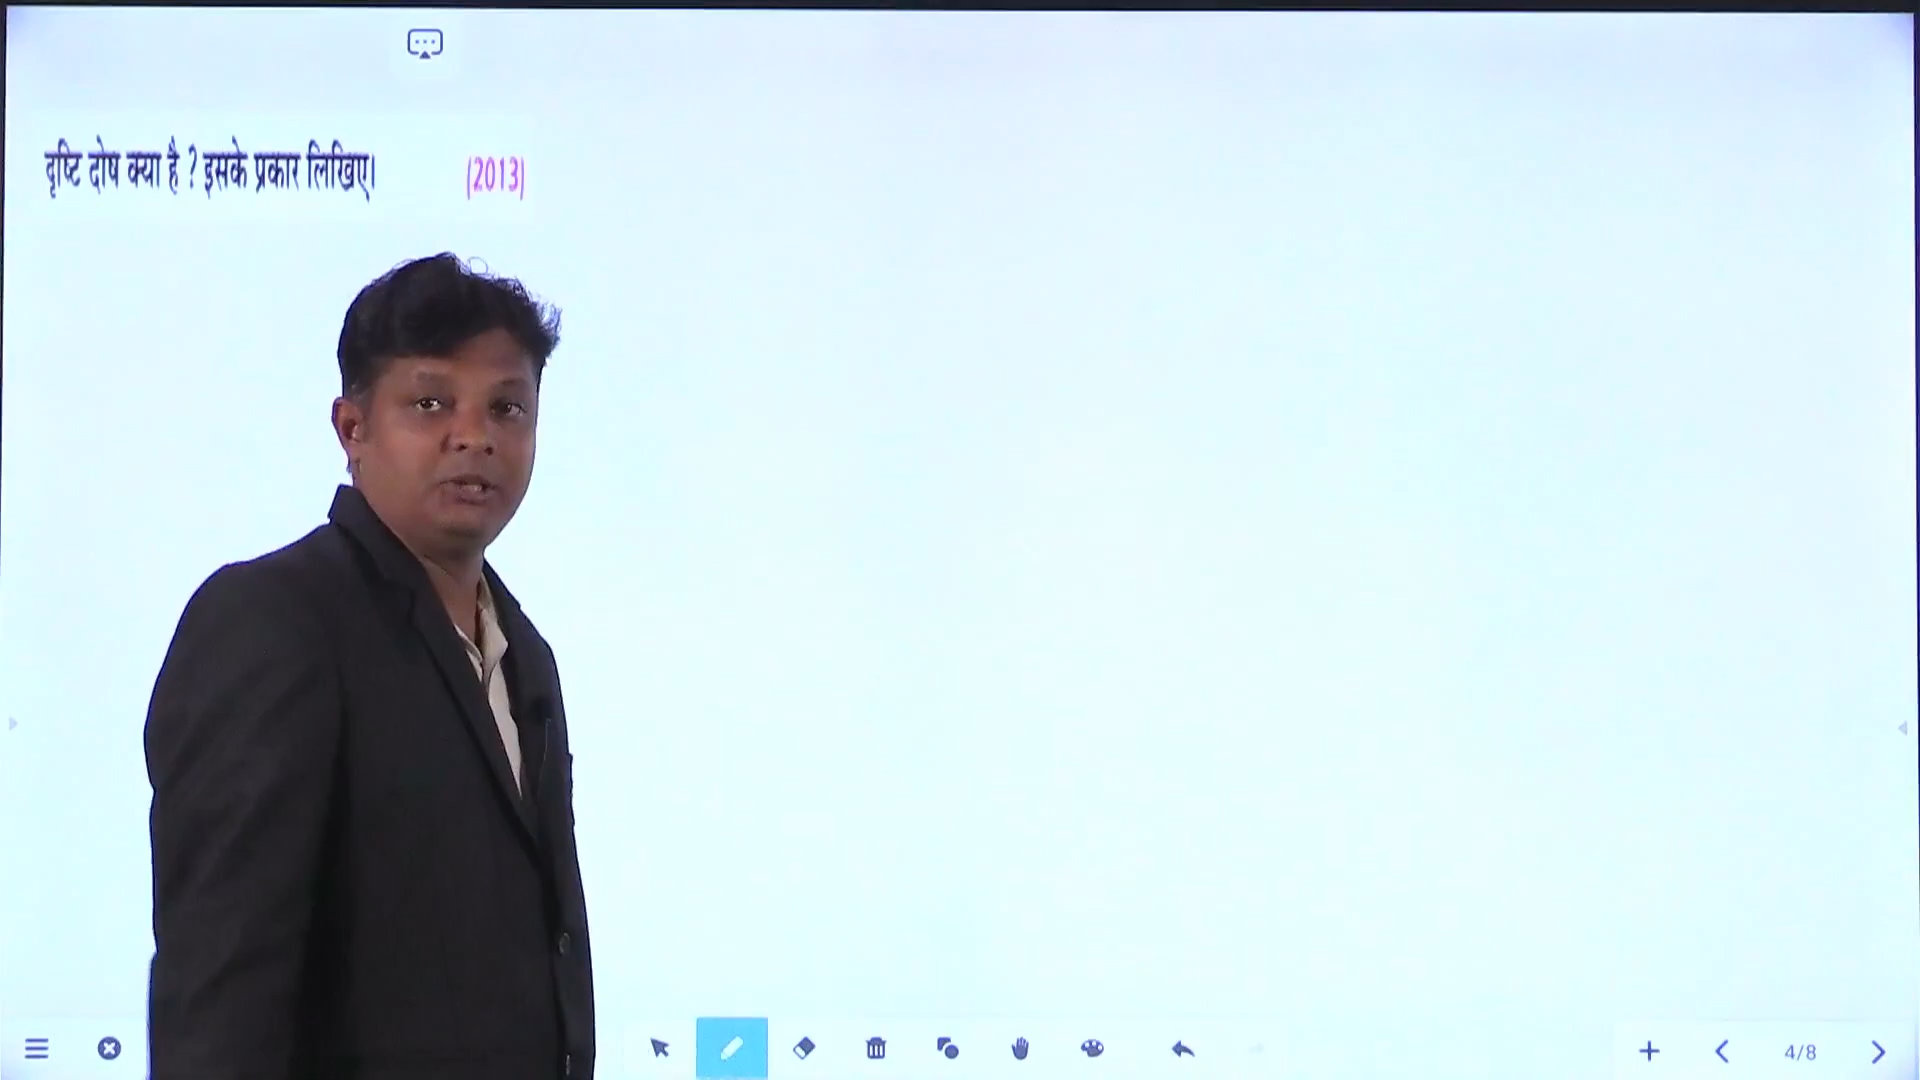 दृष्टि दोष क्या है ? इसके प्रकार लिखिए। (2013)
4/8